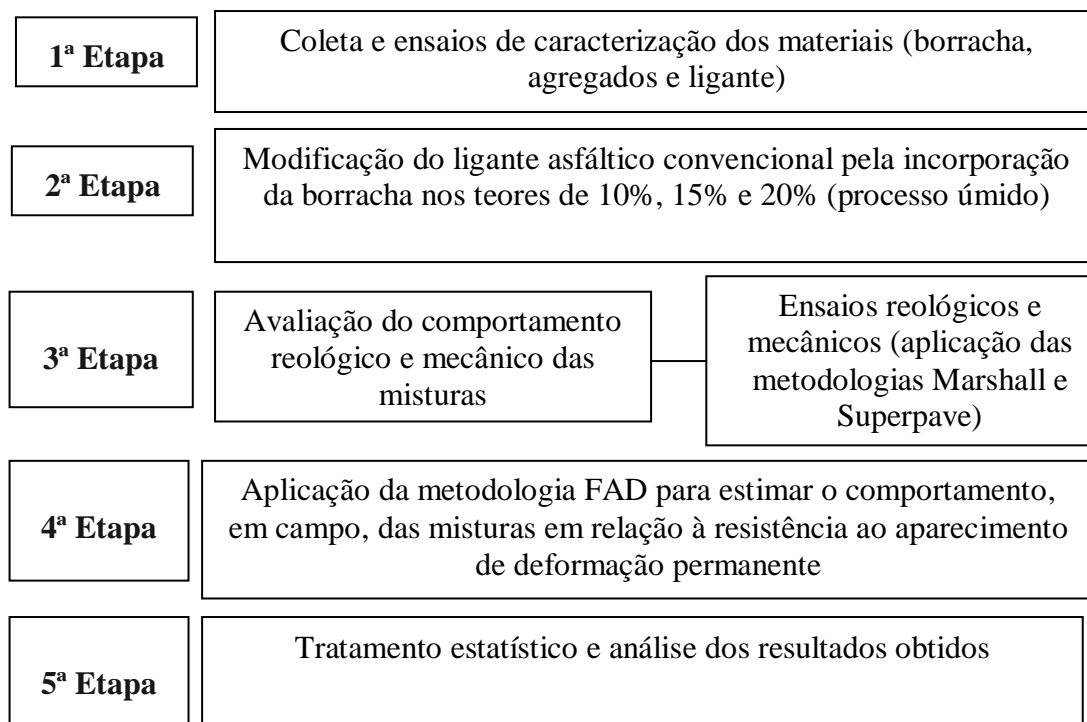 1ª Etapa
Coleta e ensaios de caracterização dos materiais (borracha,
agregados e ligante)
2ª Etapa
Modificação do ligante asfáltico convencional pela incorporação
da borracha nos teores de 10%, 15% e 20% (processo úmido)
3ª Etapa
Avaliação do comportamento
reológico e mecânico das
misturas
Ensaios reológicos e
mecânicos (aplicação das
metodologias Marshall e
Superpave)
4ª Etapa
Aplicação da metodologia FAD para estimar o comportamento,
em campo, das misturas em relação à resistência ao aparecimento
de deformação permanente
5ª Etapa
Tratamento estatístico e análise dos resultados obtidos